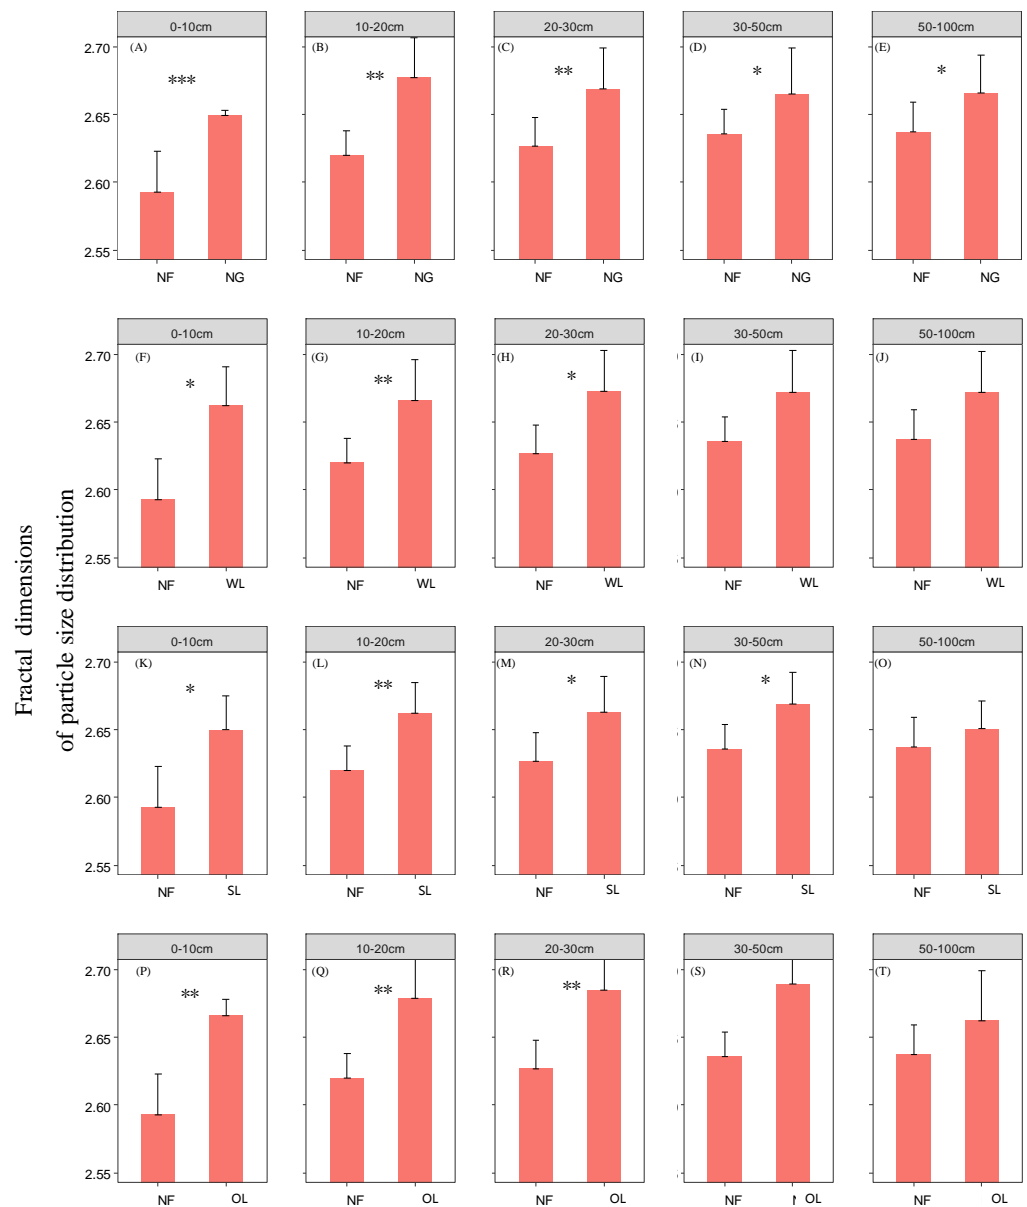 0-10cm 10-20cm 20-30cm 30-50cm 50-100cm
(A) (B) (C) (D) (E)
*** ** ** * *
2.70
2.65
2.60
2.55
NF NG NF NG NF NG NF NG NF NG
0-10cm 10-20cm 20-30cm 30-50cm 50-100cm
(F) (G) (H) (I) (J)
* ** *
2.70
2.65
2.60
2.55
NF WL NF WL NF WL NF WL NF WL
Fractal dimensions
of particle size distribution
0-10cm 10-20cm 20-30cm 30-50cm 50-100cm
(K) (L) (M) (N) (O)
* ** * *
2.70
2.65
2.60
2.55
NF SL NF SL NF SL NF SL NF SL
0-10cm 10-20cm 20-30cm 30-50cm 50-100cm
(P) (Q) (R) (S) (T)
** ** **
2.70
2.65
2.60
2.55
NF OL NF OL NF OL NF OL NF OL